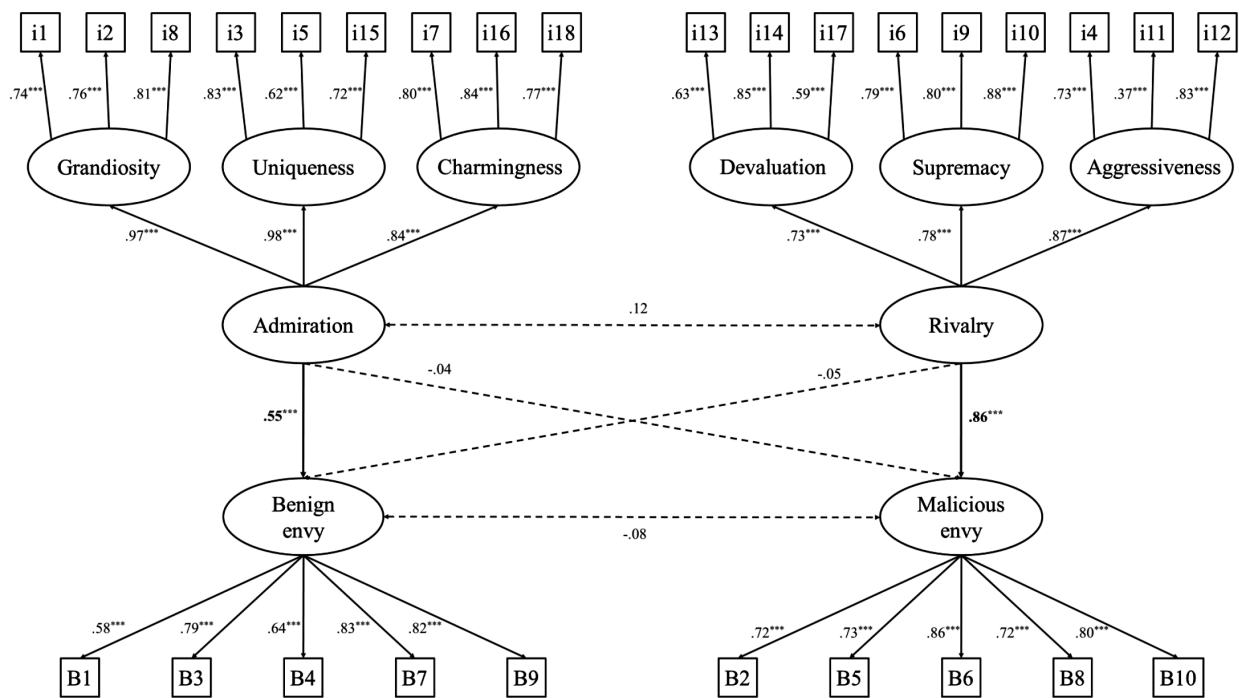 i1 i2 i8 i3 i5 i15 i7 i16 i18 i13 i14 i17 i6 i9 i10 i4 i11 i12
.74*** .76*** .81*** .83*** .62*** .72*** .80*** .84*** .77*** .63*** .85*** .59*** .79*** .80*** .88*** .73*** .37*** .83***
Grandiosity Uniqueness Charmingness Devaluation Supremacy Aggressiveness
.97*** .98*** .84*** .73*** .78*** .87***
.12
Admiration Rivalry
-.04 -.05
.55*** .86***
Benign Malicious
envy envy
-.08
.58*** .79*** .64*** .83*** .82*** .72*** .73*** .86*** .72*** .80***
B1 B3 B4 B7 B9 B2 B5 B6 B8 B10